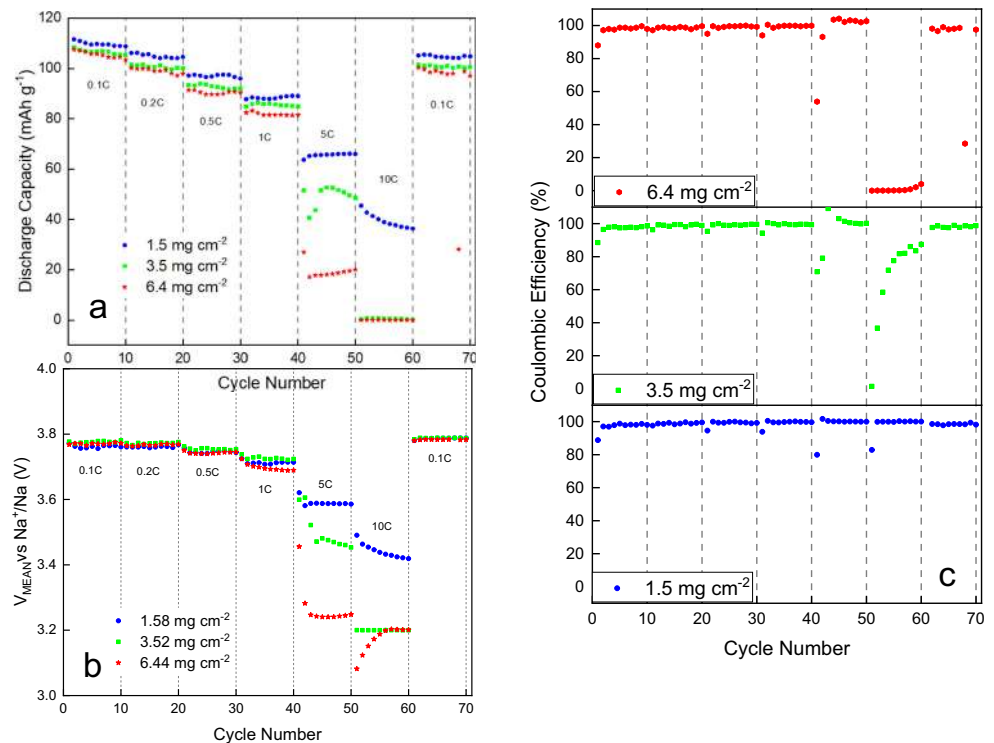 120
100
80
60
40
20
0
Discharge Capacity (mAh g⁻¹)
0.1C
0.2C
0.5C
1C
5C
10C
0.1C
1.5 mg cm⁻²
3.5 mg cm⁻²
6.4 mg cm⁻²
a
0 10 20 30 40 50 60 70
Cycle Number
4.0
3.8
3.6
3.4
3.2
3.0
V_MEAN vs Na⁺/Na (V)
0.1C
0.2C
0.5C
1C
5C
10C
0.1C
1.58 mg cm⁻²
3.52 mg cm⁻²
6.44 mg cm⁻²
b
0 10 20 30 40 50 60 70
Cycle Number
Coulombic Efficiency (%)
100
80
60
40
20
0
6.4 mg cm⁻²
100
80
60
40
20
0
3.5 mg cm⁻²
100
80
60
40
20
0
1.5 mg cm⁻²
c
0 10 20 30 40 50 60 70
Cycle Number